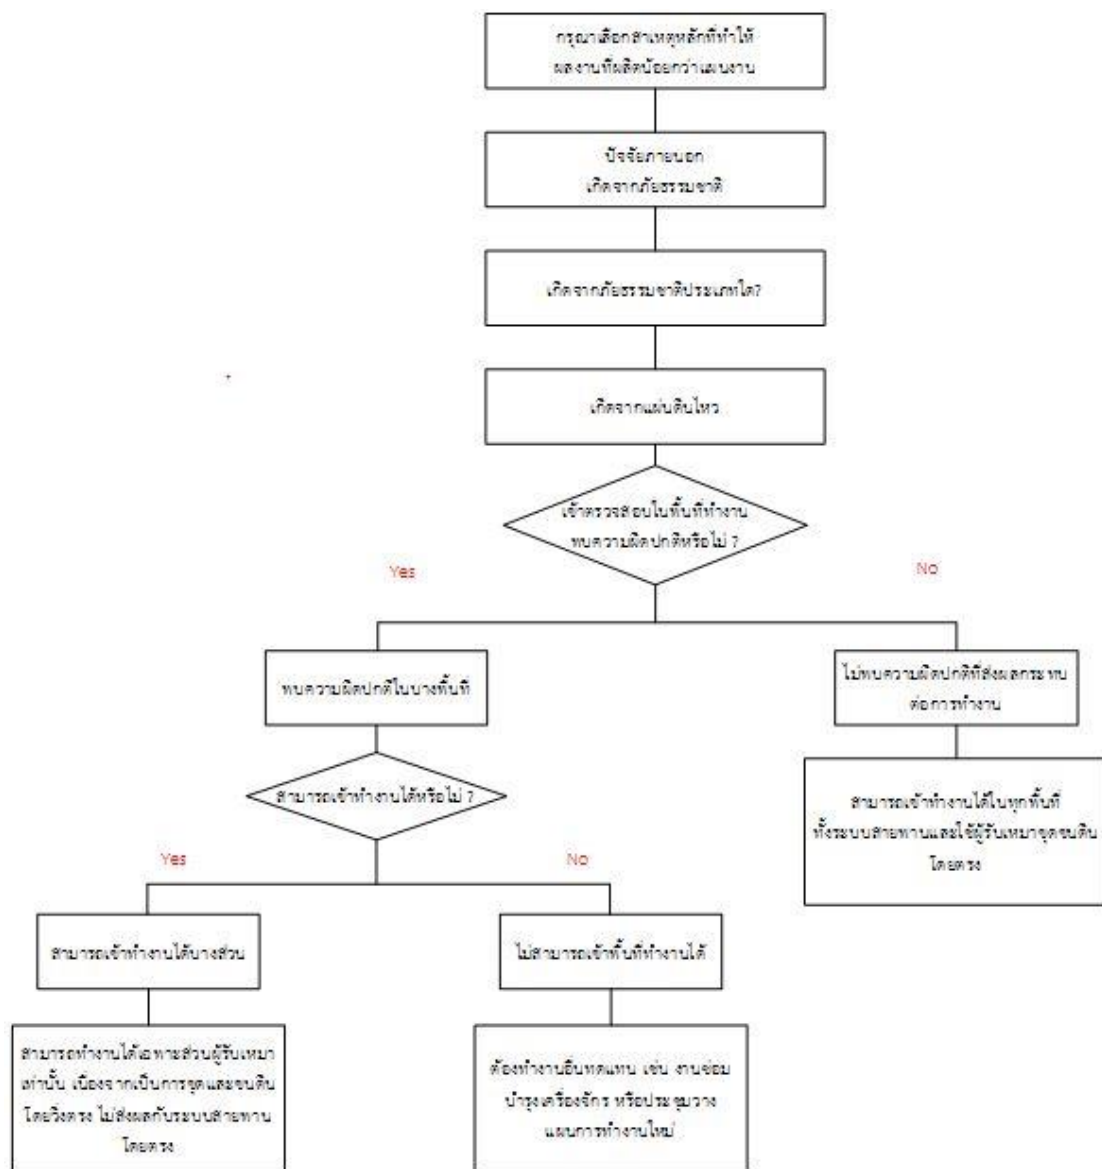 กรุณาเลือกสาเหตุหลักที่ทำให้
ผลงานที่ผลิตน้อยกว่าแผนงาน
ปัจจัยภายนอก
เกิดจากภัยธรรมชาติ
เกิดจากภัยธรรมชาติประเภทใด?
เกิดจากแผ่นดินไหว
เข้าตรวจสอบในพื้นที่ทำงาน
พบความผิดปกติหรือไม่ ?
Yes
No
พบความผิดปกติในบางพื้นที่
ไม่พบความผิดปกติที่ส่งผลกระทบ
ต่อการทำงาน
สามารถเข้าทำงานได้หรือไม่ ?
สามารถเข้าทำงานได้ในทุกพื้นที่
ทั้งระบบสายพานและใช้ผู้รับเหมาขุดขนดิน
โดยตรง
Yes
No
สามารถเข้าทำงานได้บางส่วน
ไม่สามารถเข้าพื้นที่ทำงานได้
สามารถทำงานได้เฉพาะส่วนผู้รับเหมา
เท่านั้น เนื่องจากเป็นการขุดและขนดิน
โดยวิ่งตรง ไม่ส่งผลกับระบบสายพาน
โดยตรง
ต้องทำงานอื่นทดแทน เช่น งานซ่อม
บำรุงเครื่องจักร หรือประชุมวาง
แผนการทำงานใหม่